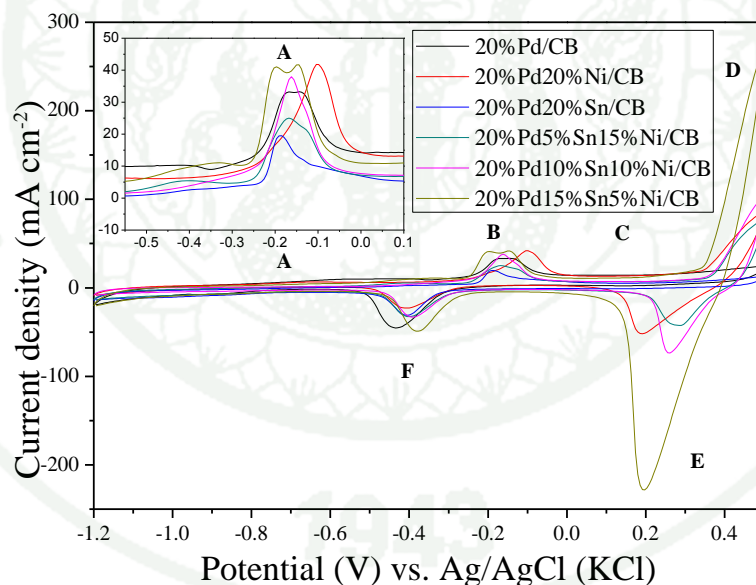 300
200
100
0
-100
-200
Current density (mA cm-2)
-1.2 -1.0 -0.8 -0.6 -0.4 -0.2 0.0 0.2 0.4
Potential (V) vs. Ag/AgCl (KCl)
50
40
30
20
10
0
-10
-0.5 -0.4 -0.3 -0.2 -0.1 0.0 0.1
A
20%Pd/CB
20%Pd20%Ni/CB
20%Pd20%Sn/CB
20%Pd5%Sn15%Ni/CB
20%Pd10%Sn10%Ni/CB
20%Pd15%Sn5%Ni/CB
D
A
B
C
F
E
1943